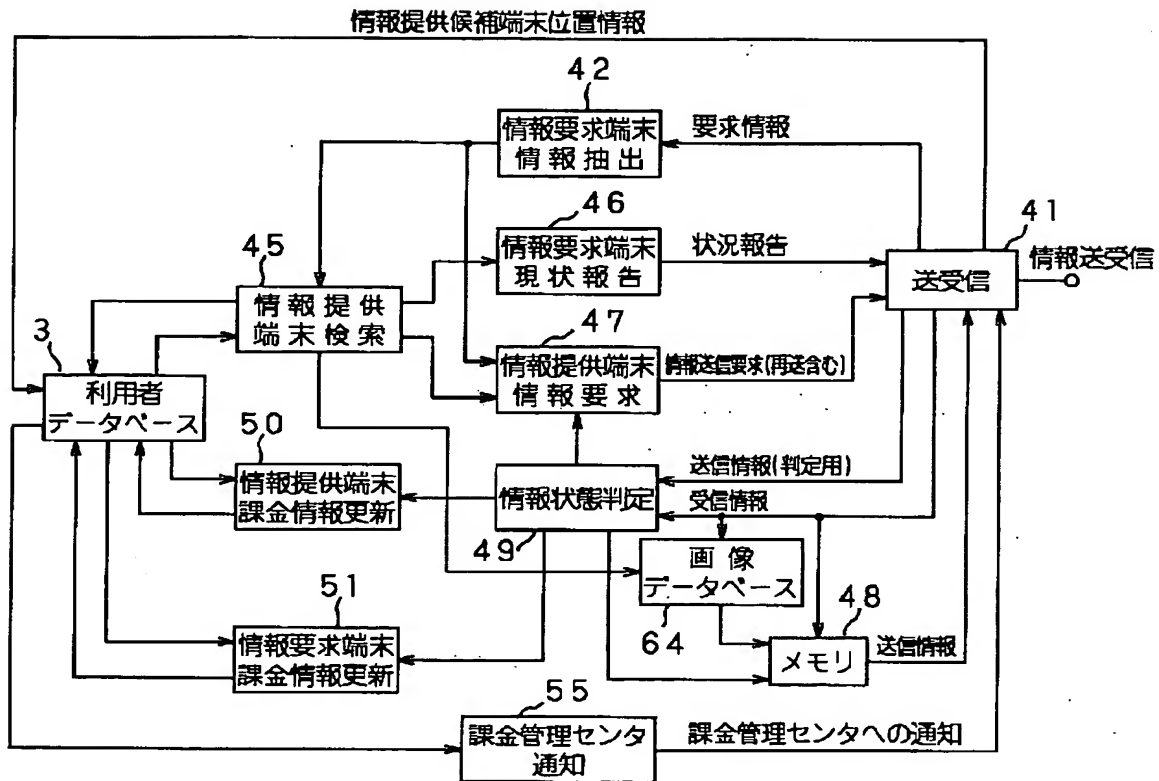 情報提供候補端末位置情報
42
情報要求端末
情報抽出
要求情報
46
情報要求端末
現状報告
状況報告
41
送受信
情報送受信
45
情報提供
端末検索
47
情報提供端末
情報要求
情報送信要求(再送含む)
3
利用者
データベース
50
情報提供端末
課金情報更新
情報状態判定
49
送信情報(判定用)
受信情報
画像
データベース
64
48
メモリ
送信情報
51
情報要求端末
課金情報更新
55
課金管理センタ
通知
課金管理センタへの通知